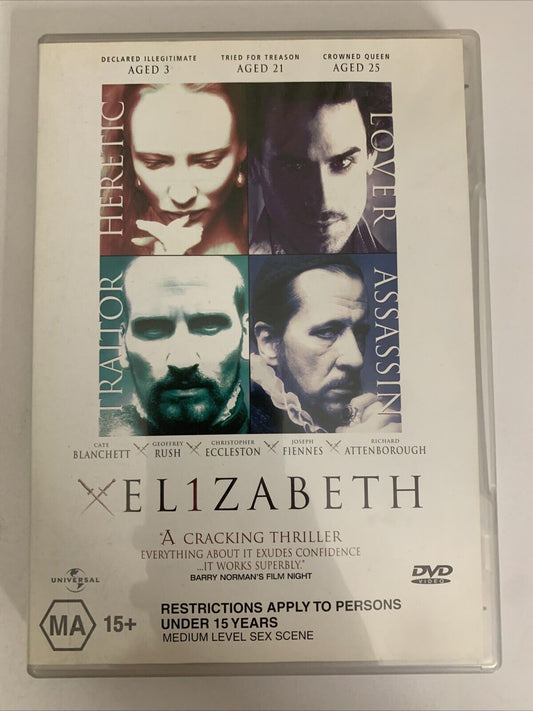 DECLARED ILLEGITIMATE
AGED 3
TRIED FOR TREASON
AGED 21
CROWNED QUEEN
AGED 25
HERETIC
LOVER
TRAITOR
ASSASSIN
CATE
BLANCHETT
GEOFFREY
RUSH
CHRISTOPHER
ECCLESTON
JOSEPH
FIENNES
RICHARD
ATTENBOROUGH
EL1ZABETH
"A CRACKING THRILLER
EVERYTHING ABOUT IT EXUDES CONFIDENCE
...IT WORKS SUPERBLY."
BARRY NORMAN'S FILM NIGHT
UNIVERSAL
DVD
VIDEO
MA 15+
RESTRICTIONS APPLY TO PERSONS
UNDER 15 YEARS
MEDIUM LEVEL SEX SCENE